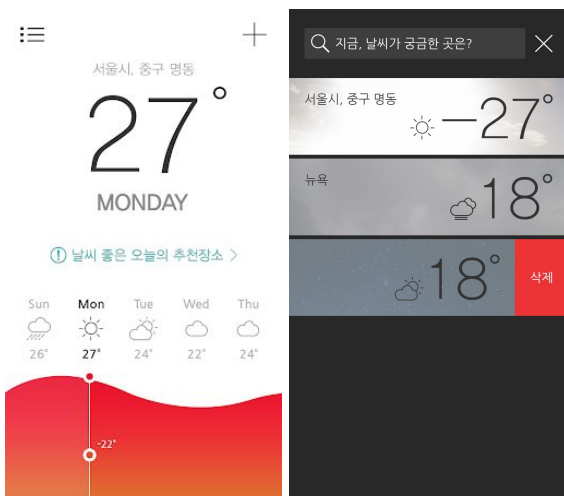 서울시, 중구 명동
27°
MONDAY
날씨 좋은 오늘의 추천장소 >
Sun Mon Tue Wed Thu
26° 27° 24° 22° 24°
-22°
지금, 날씨가 궁금한 곳은?
서울시, 중구 명동
-27°
뉴욕
18°
18°
삭제